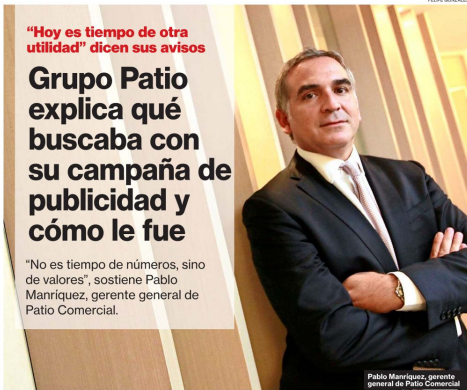 FELIPE GONZÁLEZ
“Hoy es tiempo de otra
utilidad” dicen sus avisos
Grupo Patio
explica qué
buscaba con
su campaña de
publicidad y
cómo le fue
“No es tiempo de números, sino
de valores”, sostiene Pablo
Manríquez, gerente general de
Patio Comercial.
Pablo Manríquez, gerente
general de Patio Comercial